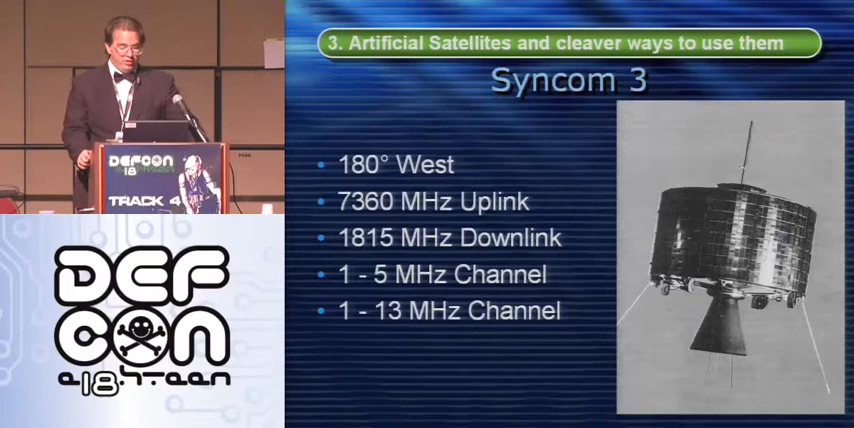 3. Artificial Satellites and cleaver ways to use them
Syncom 3
180° West
7360 MHz Uplink
1815 MHz Downlink
1 - 5 MHz Channel
1 - 13 MHz Channel
DEFCON
18
TRACK 4
DEF
CON
e18hteen